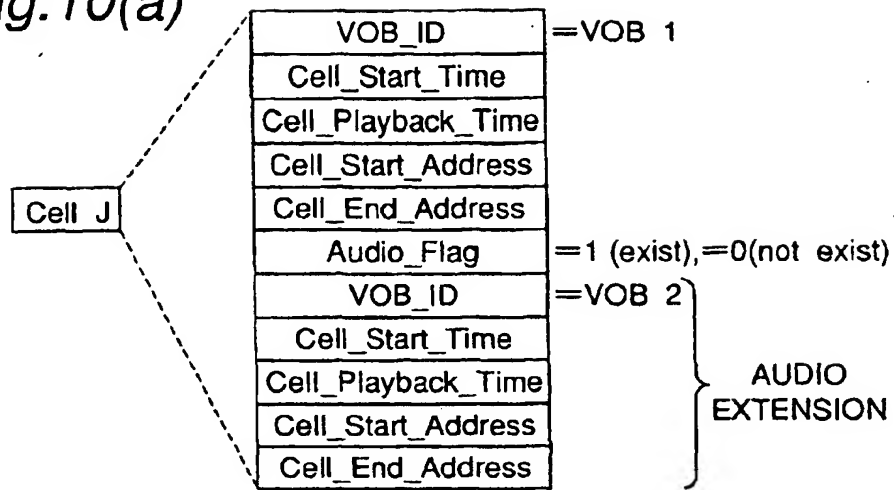 ig. 10(a)
VOB_ID =VOB 1
Cell_Start_Time
Cell_Playback_Time
Cell_Start_Address
Cell_End_Address
Cell J
Audio_Flag =1 (exist),=0(not exist)
VOB_ID =VOB 2
Cell_Start_Time
Cell_Playback_Time
AUDIO
EXTENSION
Cell_Start_Address
Cell_End_Address